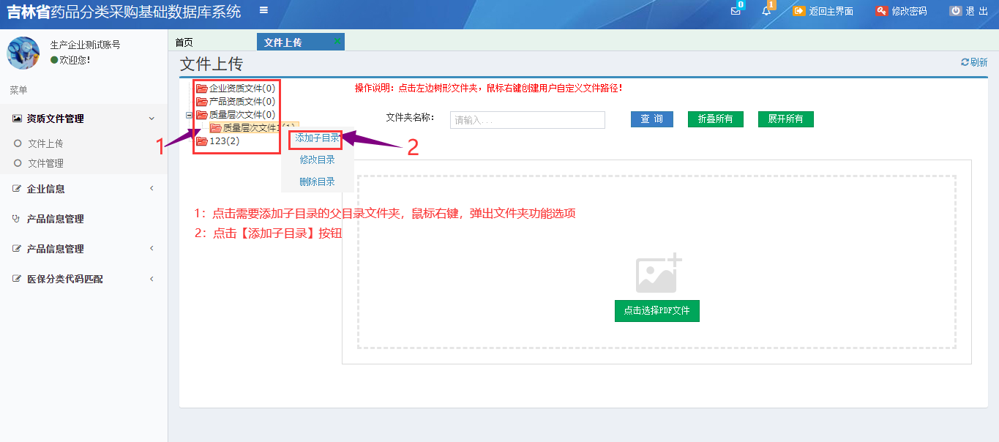 吉林省药品分类采购基础数据库系统
0
1
返回主界面
修改密码
退 出
生产企业测试账号
欢迎您!
菜单
资质文件管理
文件上传
文件管理
企业信息
产品信息管理
产品信息管理
医保分类代码匹配
首页
文件上传
文件上传
刷新
企业资质文件(0)
产品资质文件(0)
质量层次文件(0)
质量层次文件1(1)
123(2)
1
添加子目录
修改目录
删除目录
2
操作说明：点击左边树形文件夹，鼠标右键创建用户自定义文件路径!
文件夹名称：
请输入...
查 询
折叠所有
展开所有
1：点击需要添加子目录的父目录文件夹，鼠标右键，弹出文件夹功能选项
2：点击【添加子目录】按钮
点击选择PDF文件